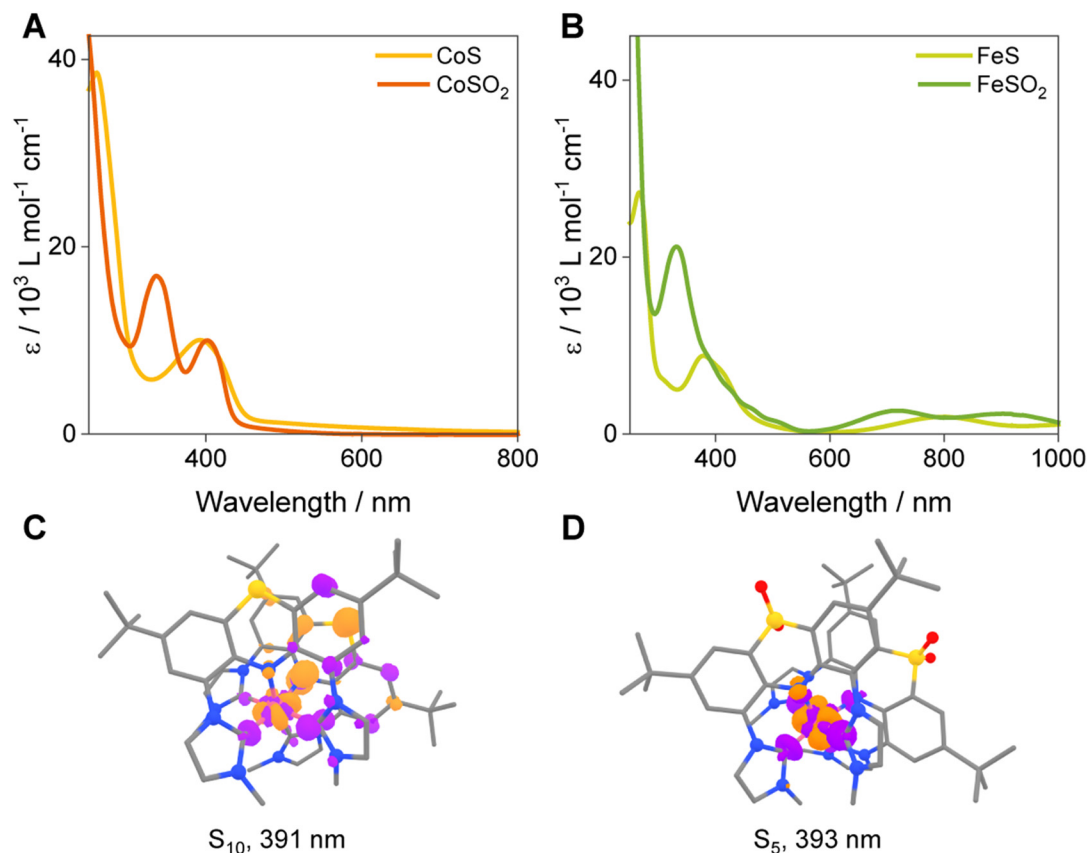 A
CoS
CoSO₂
40
20
0
ε / 10³ L mol⁻¹ cm⁻¹
400
600
800
Wavelength / nm
B
FeS
FeSO₂
40
20
0
ε / 10³ L mol⁻¹ cm⁻¹
400
600
800
1000
Wavelength / nm
C
S₁₀, 391 nm
D
S₅, 393 nm